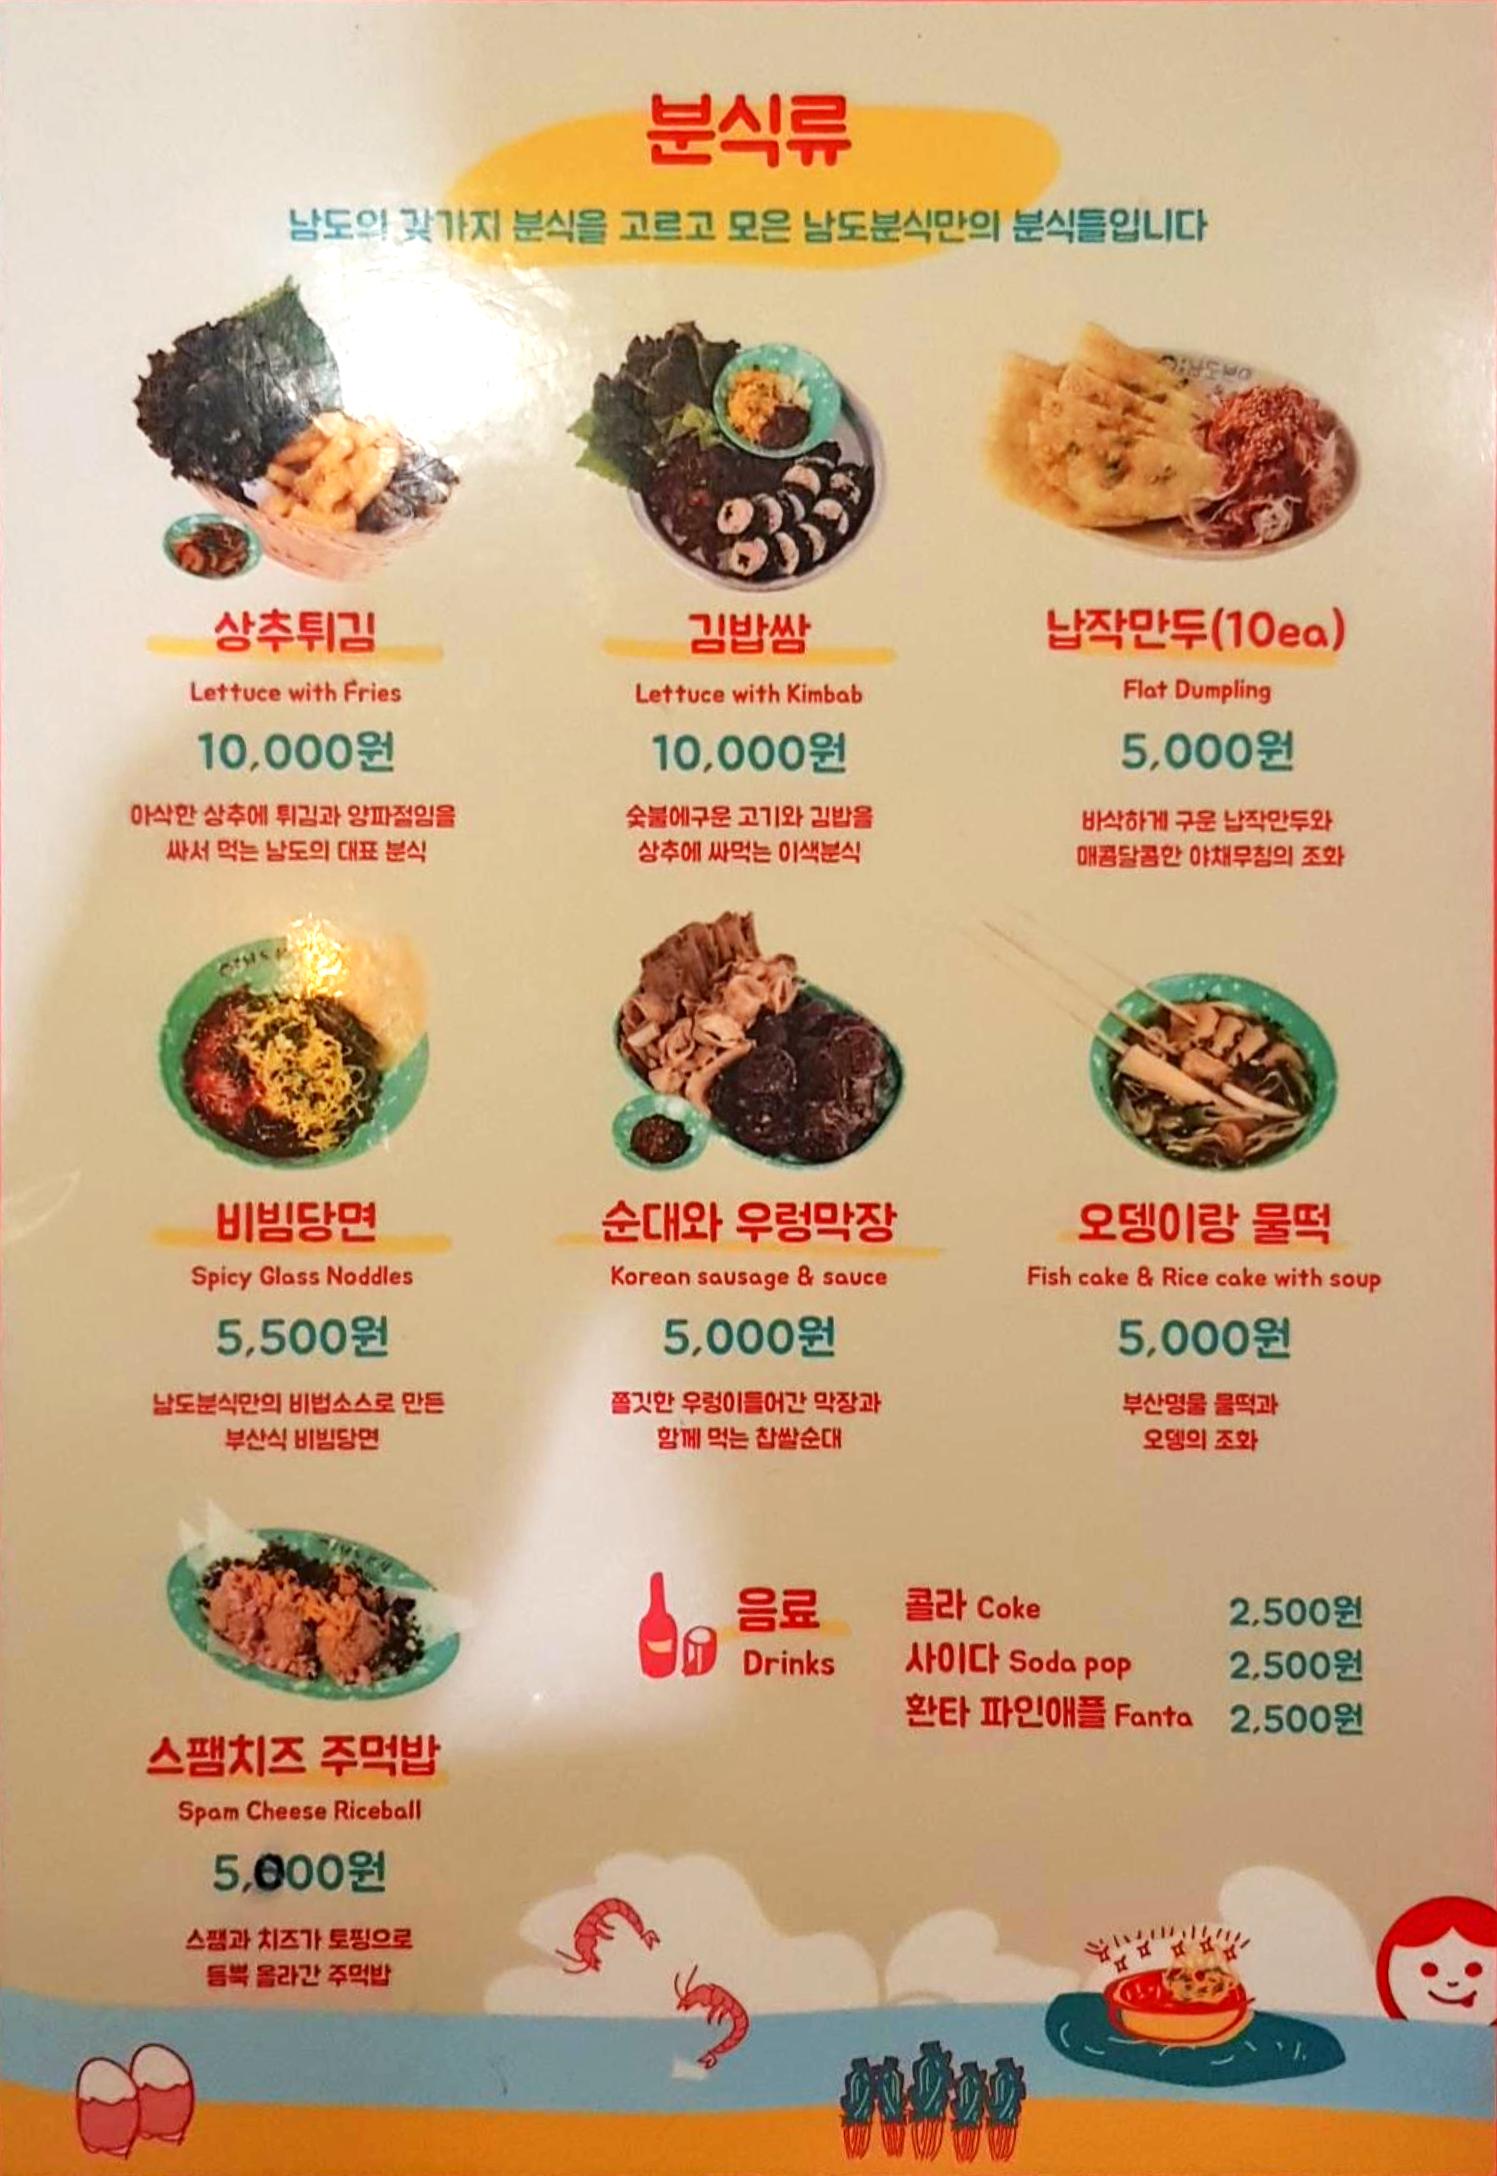 분식류
남도의 갖가지 분식을 고르고 모은 남도분식만의 분식들입니다
상추튀김
Lettuce with Fries
10,000원
아삭한 상추에 튀김과 양파절임을
싸서 먹는 남도의 대표 분식
김밥쌈
Lettuce with Kimbab
10,000원
숯불에구운 고기와 김밥을
상추에 싸먹는 이색분식
납작만두(10ea)
Flat Dumpling
5,000원
바삭하게 구운 납작만두와
매콤달콤한 야채무침의 조화
비빔당면
Spicy Glass Noddles
5,500원
남도분식만의 비법소스로 만든
부산식 비빔당면
순대와 우렁막장
Korean sausage & sauce
5,000원
쫄깃한 우렁이들어간 막장과
함께 먹는 찹쌀순대
오뎅이랑 물떡
Fish cake & Rice cake with soup
5,000원
부산명물 물떡과
오뎅의 조화
스팸치즈 주먹밥
Spam Cheese Riceball
5,000원
스팸과 치즈가 토핑으로
듬뿍 올라간 주먹밥
음료
Drinks
콜라 Coke 2,500원
사이다 Soda pop 2,500원
환타 파인애플 Fanta 2,500원